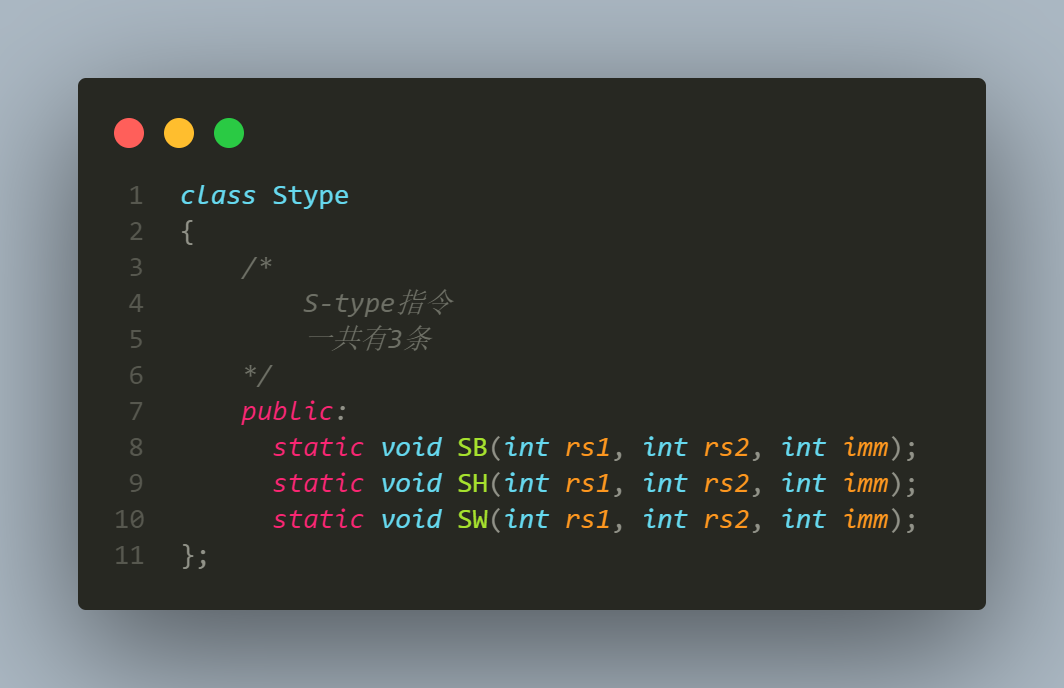 1 class Stype
2 {
3 /*
4 S-type指令
5 一共有3条
6 */
7 public:
8 static void SB(int rs1, int rs2, int imm);
9 static void SH(int rs1, int rs2, int imm);
10 static void SW(int rs1, int rs2, int imm);
11 };